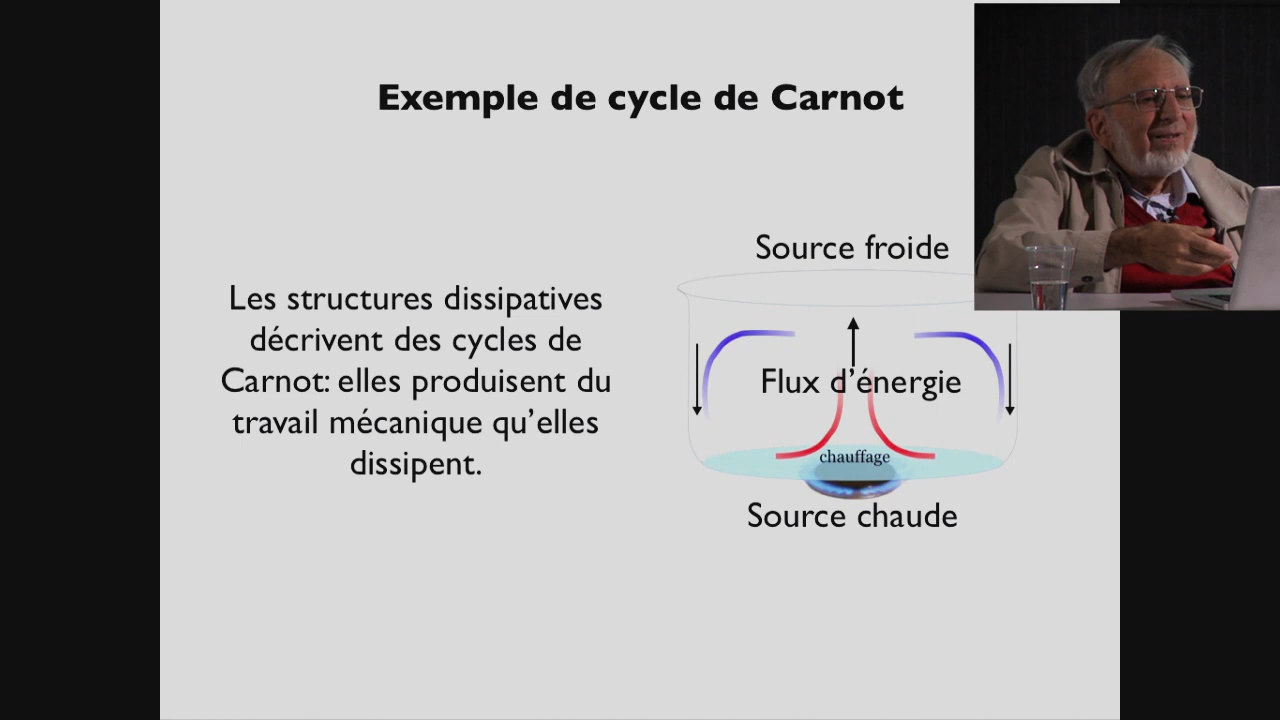 Exemple de cycle de Carnot
Les structures dissipatives
décrivent des cycles de
Carnot: elles produisent du
travail mécanique qu’elles
dissipent.
Source froide
Flux d’énergie
chauffage
Source chaude